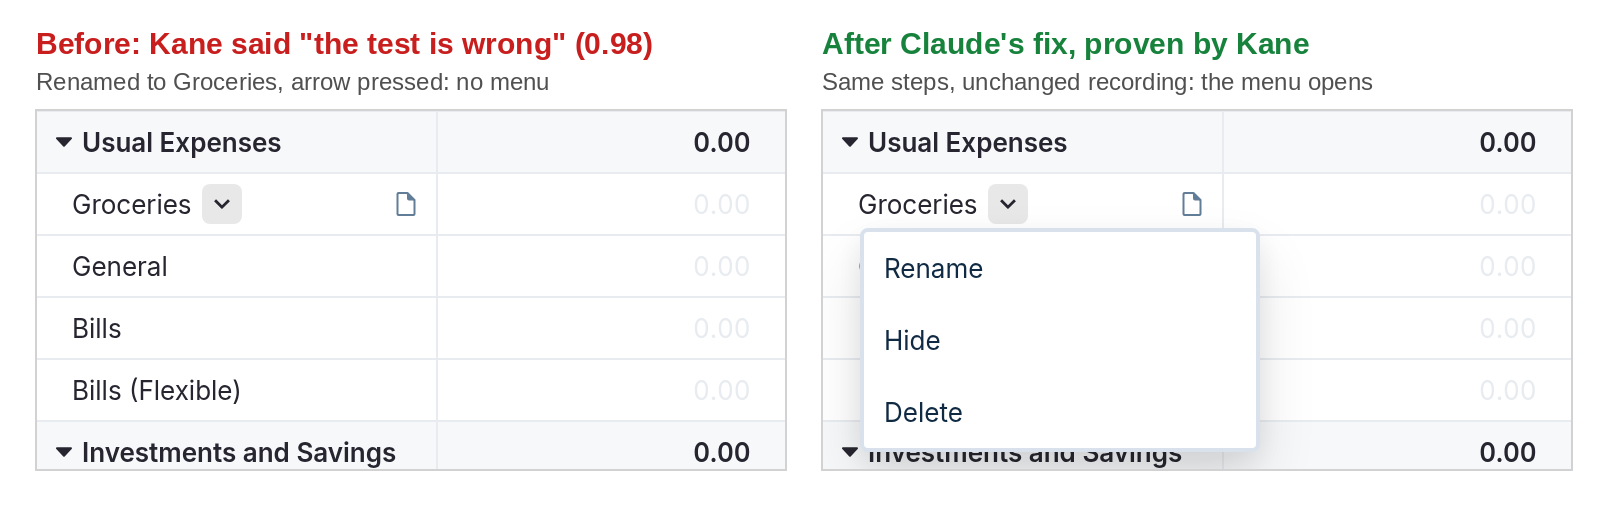 Before: Kane said "the test is wrong" (0.98)
Renamed to Groceries, arrow pressed: no menu
Usual Expenses 0.00
Groceries 0.00
General 0.00
Bills 0.00
Bills (Flexible) 0.00
Investments and Savings 0.00
After Claude's fix, proven by Kane
Same steps, unchanged recording: the menu opens
Usual Expenses 0.00
Groceries 0.00
Rename 0.00
Hide 0.00
Delete 0.00
Investments and Savings 0.00